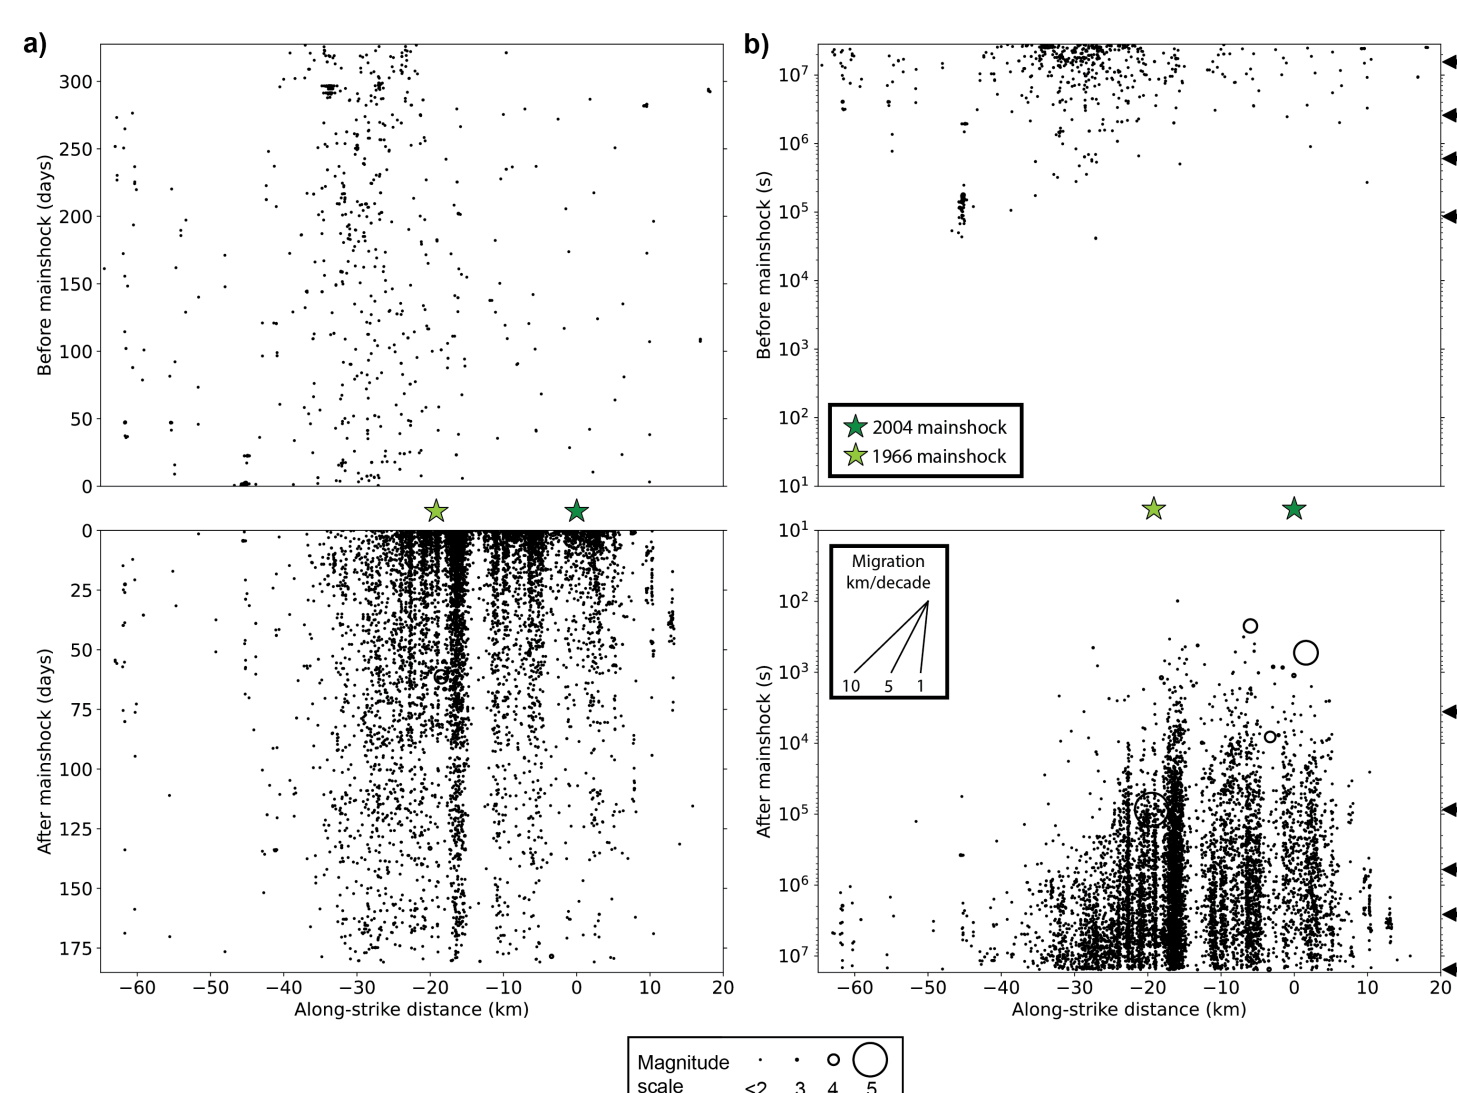 a)
Before mainshock (days)
300
250
200
150
100
50
0
After mainshock (days)
0
25
50
75
100
125
150
175
−60 −50 −40 −30 −20 −10 0 10 20
Along-strike distance (km)
b)
Before mainshock (s)
10⁷
10⁶
10⁵
10⁴
10³
10²
10¹
2004 mainshock
1966 mainshock
After mainshock (s)
10¹
10²
10³
10⁴
10⁵
10⁶
10⁷
Migration
km/decade
10 5 1
−60 −50 −40 −30 −20 −10 0 10 20
Along-strike distance (km)
Magnitude
scale
<2 3 4 5